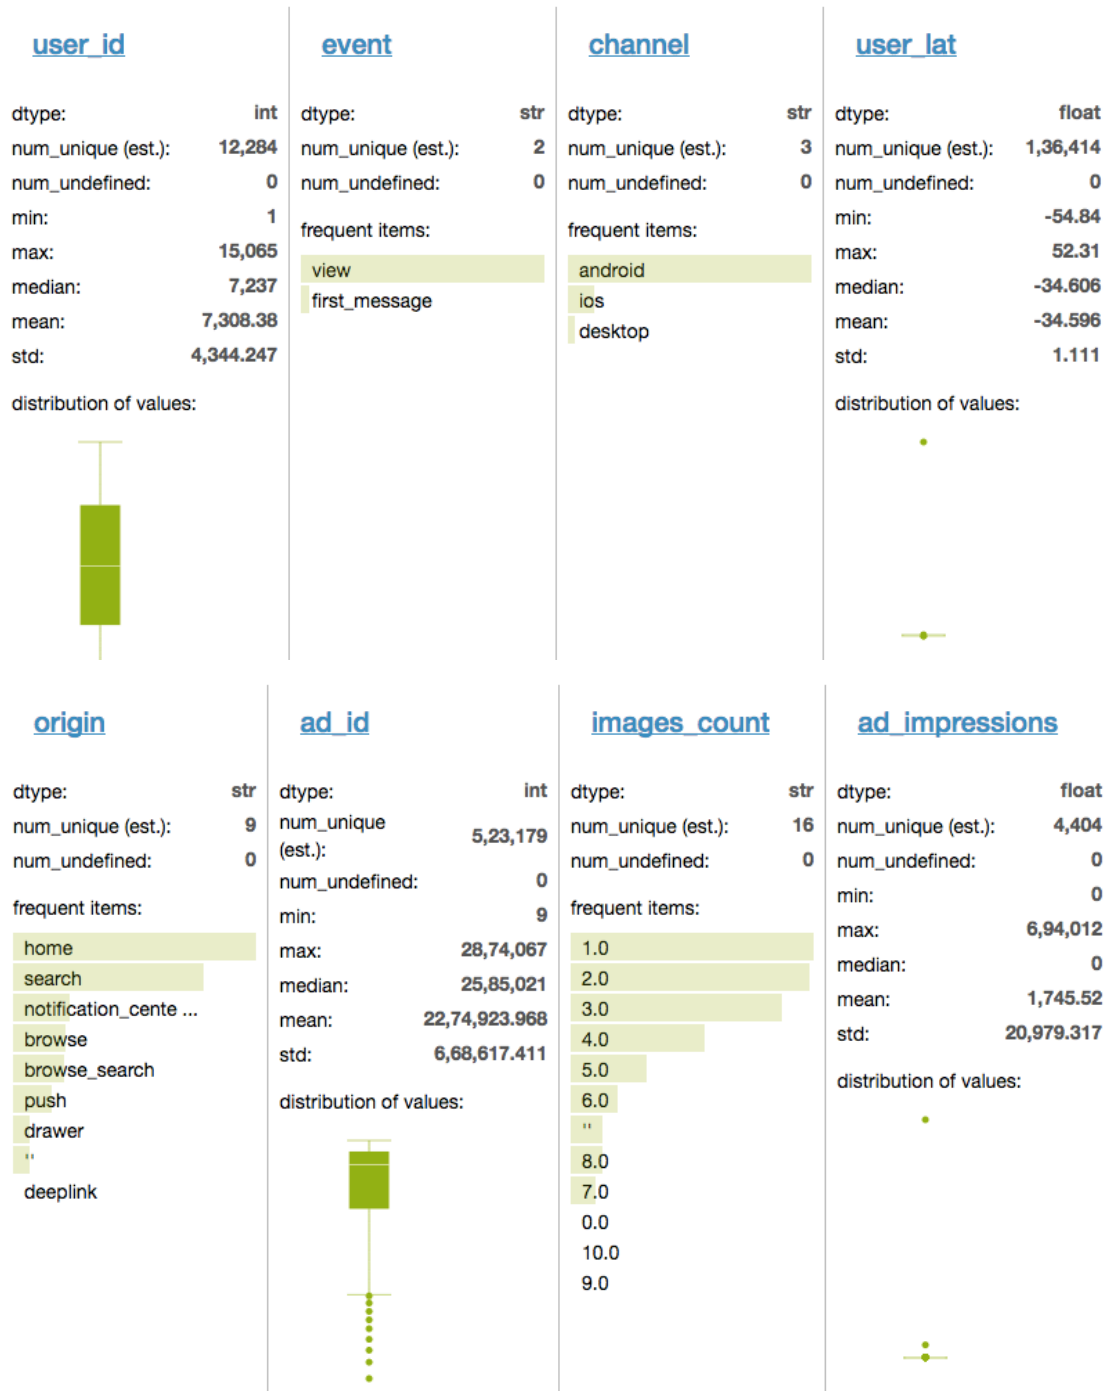 user_id
dtype: int
num_unique (est.): 12,284
num_undefined: 0
min: 1
max: 15,065
median: 7,237
mean: 7,308.38
std: 4,344.247
distribution of values:
event
dtype: str
num_unique (est.): 2
num_undefined: 0
frequent items:
view
first_message
channel
dtype: str
num_unique (est.): 3
num_undefined: 0
frequent items:
android
ios
desktop
user_lat
dtype: float
num_unique (est.): 1,36,414
num_undefined: 0
min: -54.84
max: 52.31
median: -34.606
mean: -34.596
std: 1.111
distribution of values:
origin
dtype: str
num_unique (est.): 9
num_undefined: 0
frequent items:
home
search
notification_cente ...
browse
browse_search
push
drawer
''
deeplink
ad_id
dtype: int
num_unique
(est.): 5,23,179
num_undefined: 0
min: 9
max: 28,74,067
median: 25,85,021
mean: 22,74,923.968
std: 6,68,617.411
distribution of values:
images_count
dtype: str
num_unique (est.): 16
num_undefined: 0
frequent items:
1.0
2.0
3.0
4.0
5.0
6.0
''
8.0
7.0
0.0
10.0
9.0
ad_impressions
dtype: float
num_unique (est.): 4,404
num_undefined: 0
min: 0
max: 6,94,012
median: 0
mean: 1,745.52
std: 20,979.317
distribution of values: